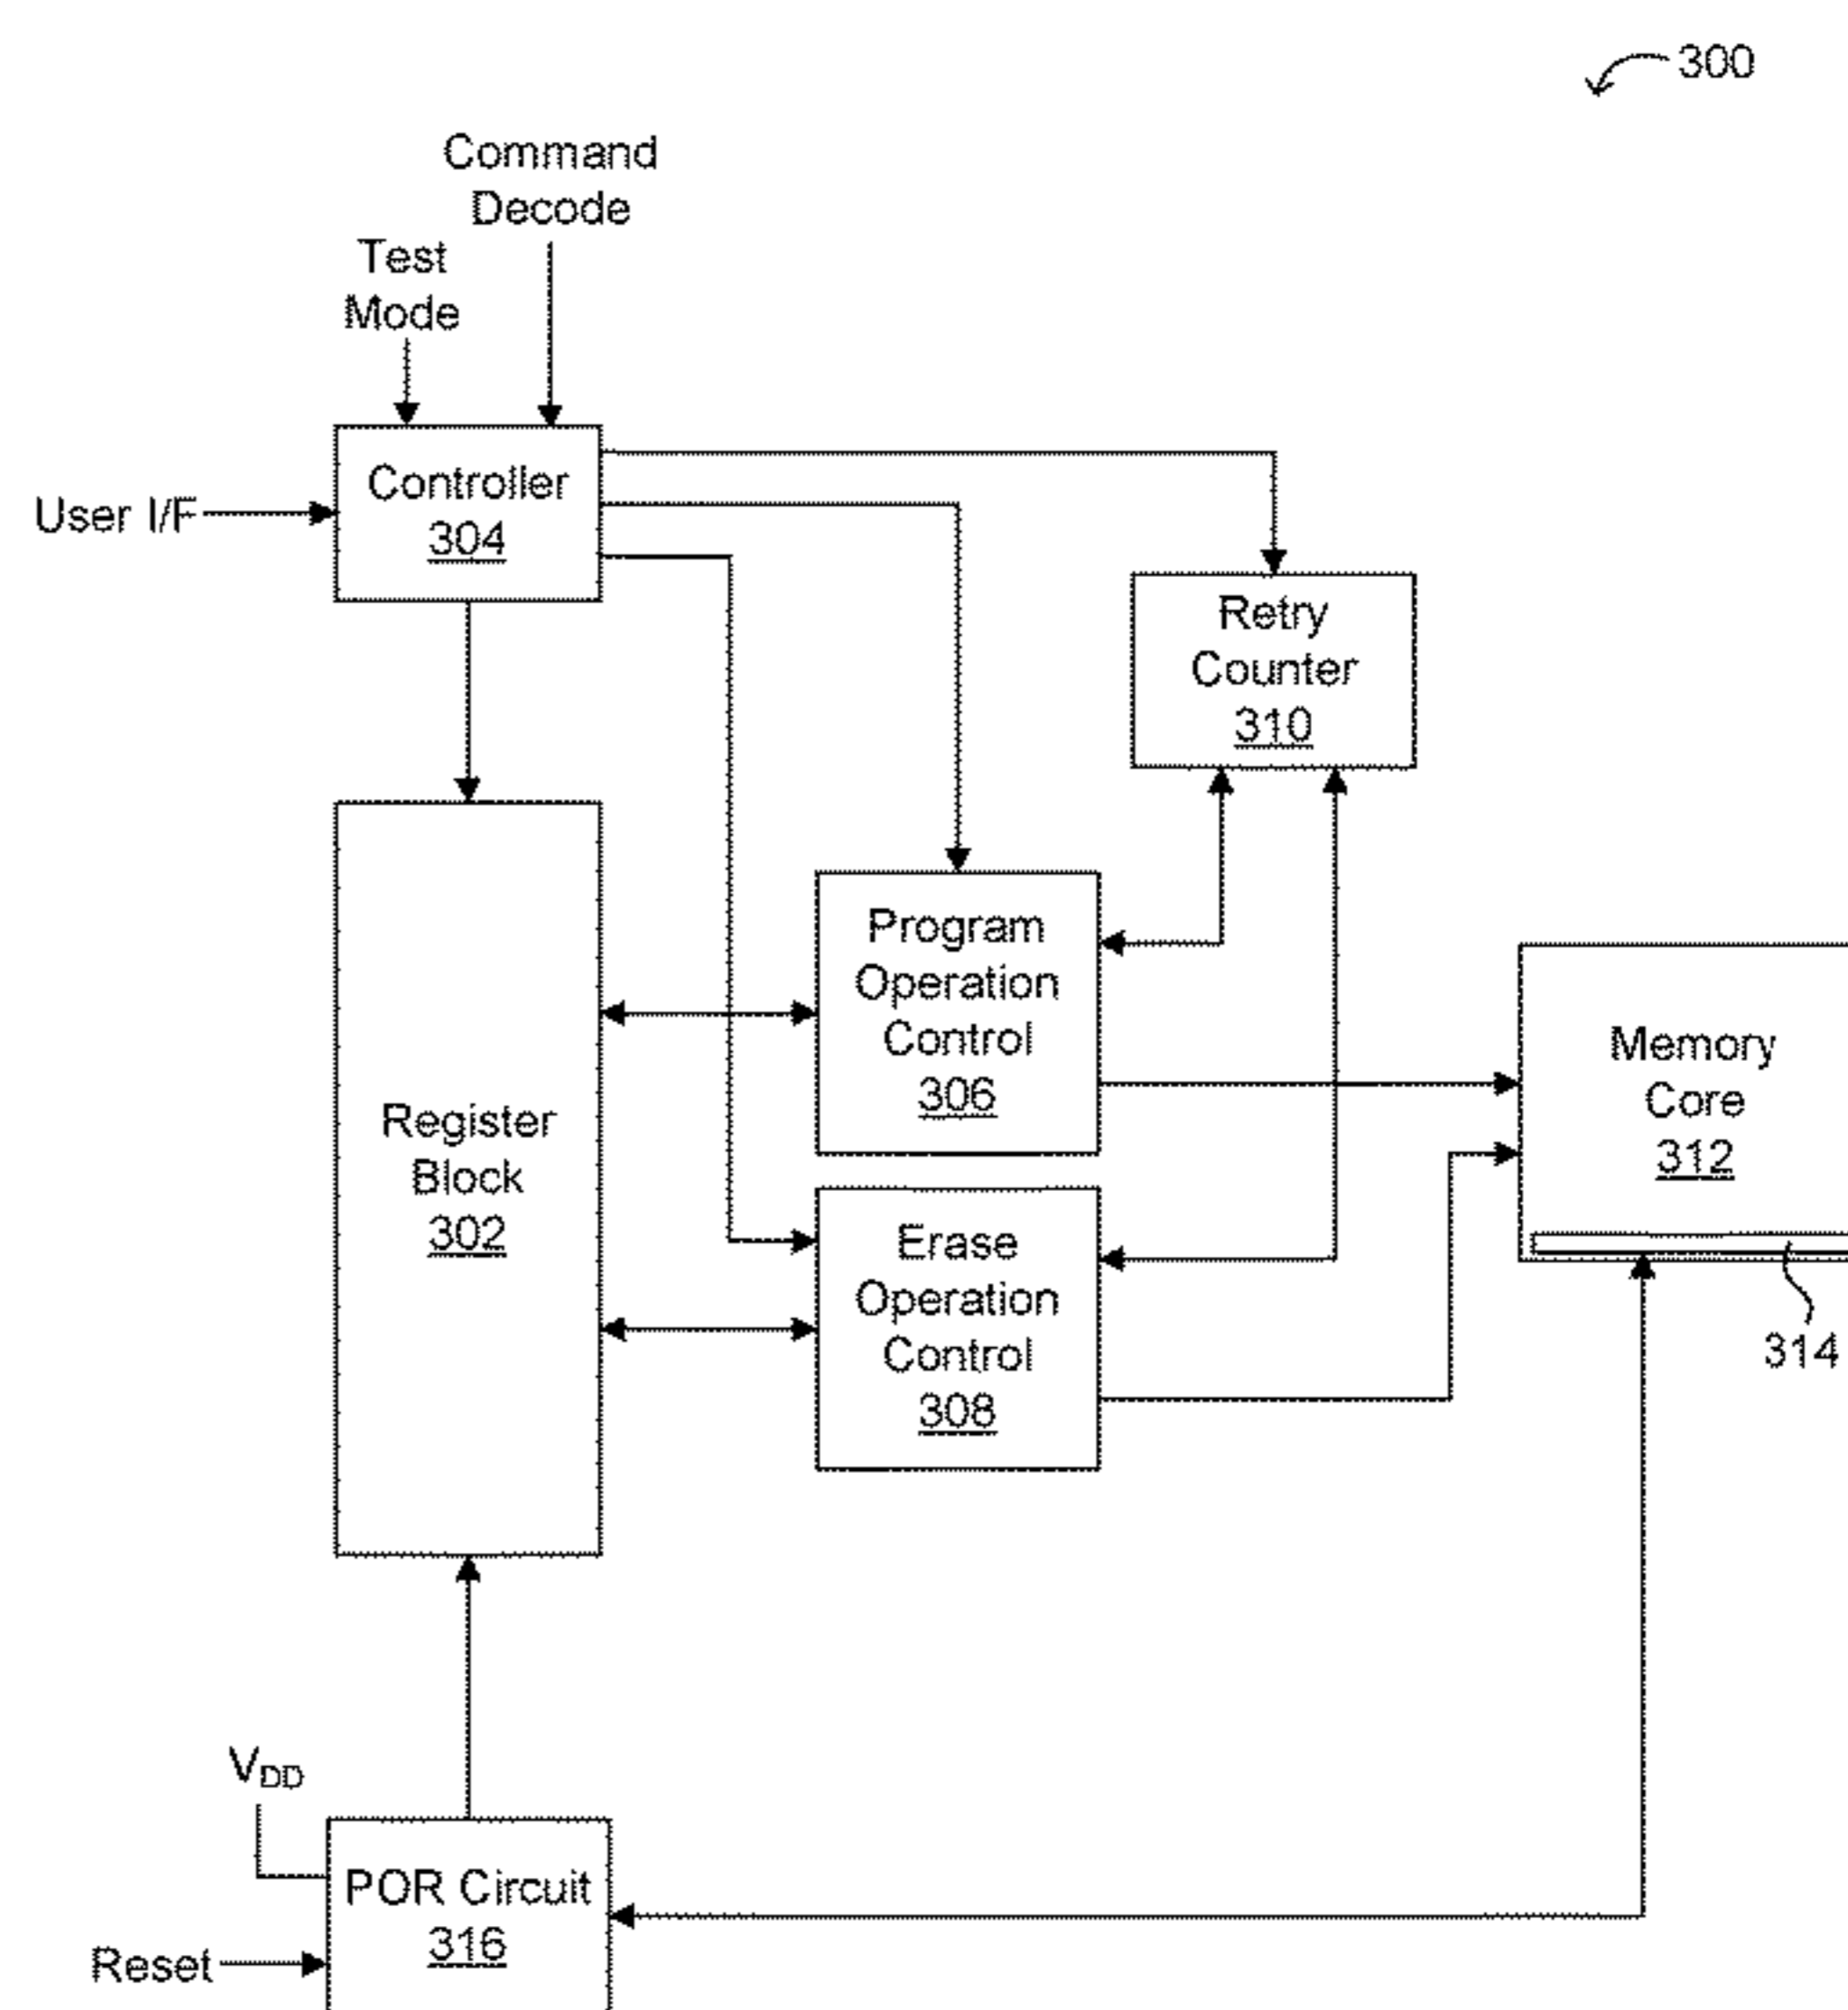 300
Command
Decode
Test
Mode
User I/F
Controller
304
Retry
Counter
310
Program
Operation
Control
306
Memory
Core
312
Register
Block
302
Erase
Operation
Control
308
314
VDD
POR Circuit
316
Reset